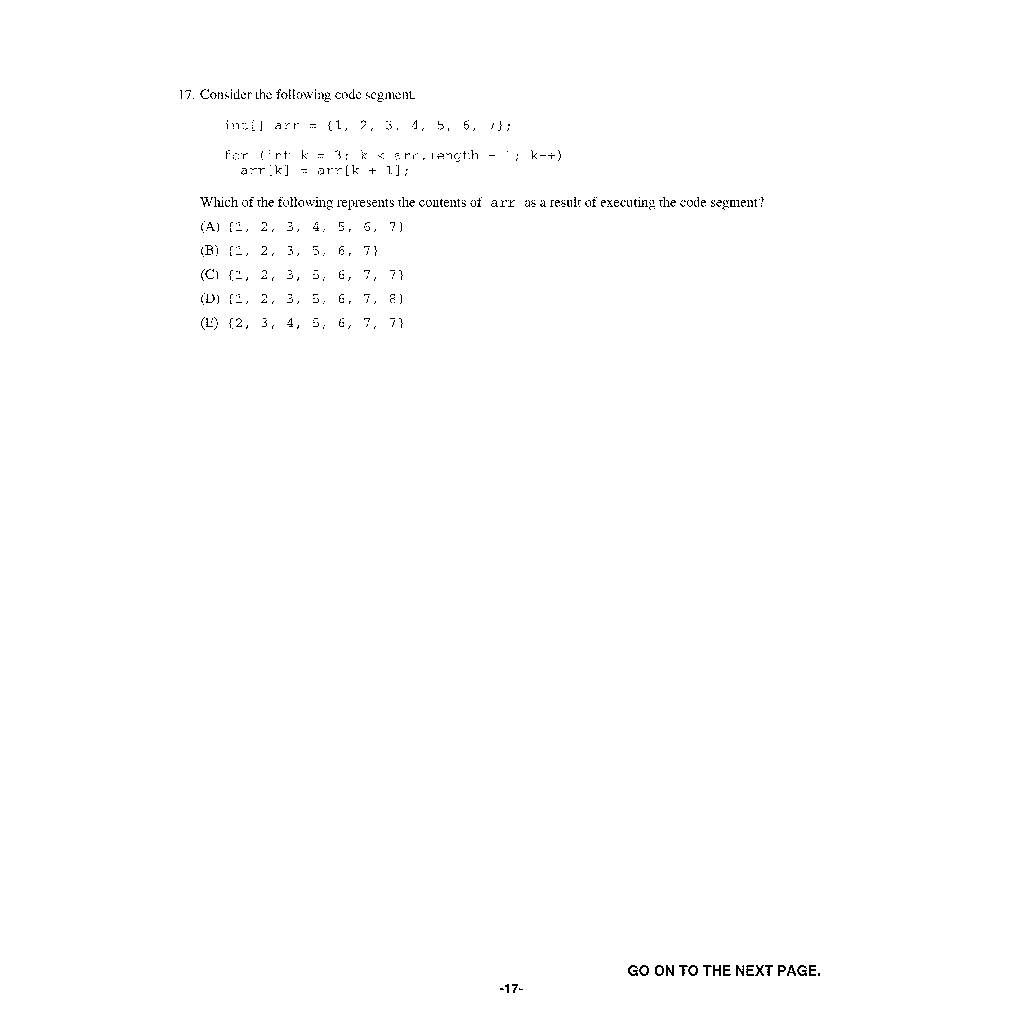 17. Consider the following code segment.
int[] arr = {1, 2, 3, 4, 5, 6, 7};
for (int k = 3; k < arr.length - 1; k++)
arr[k] = arr[k + 1];
Which of the following represents the contents of arr as a result of executing the code segment?
(A) {1, 2, 3, 4, 5, 6, 7}
(B) {1, 2, 3, 5, 6, 7}
(C) {1, 2, 3, 5, 6, 7, 7}
(D) {1, 2, 3, 5, 6, 7, 8}
(E) {2, 3, 4, 5, 6, 7, 7}
GO ON TO THE NEXT PAGE.
-17-